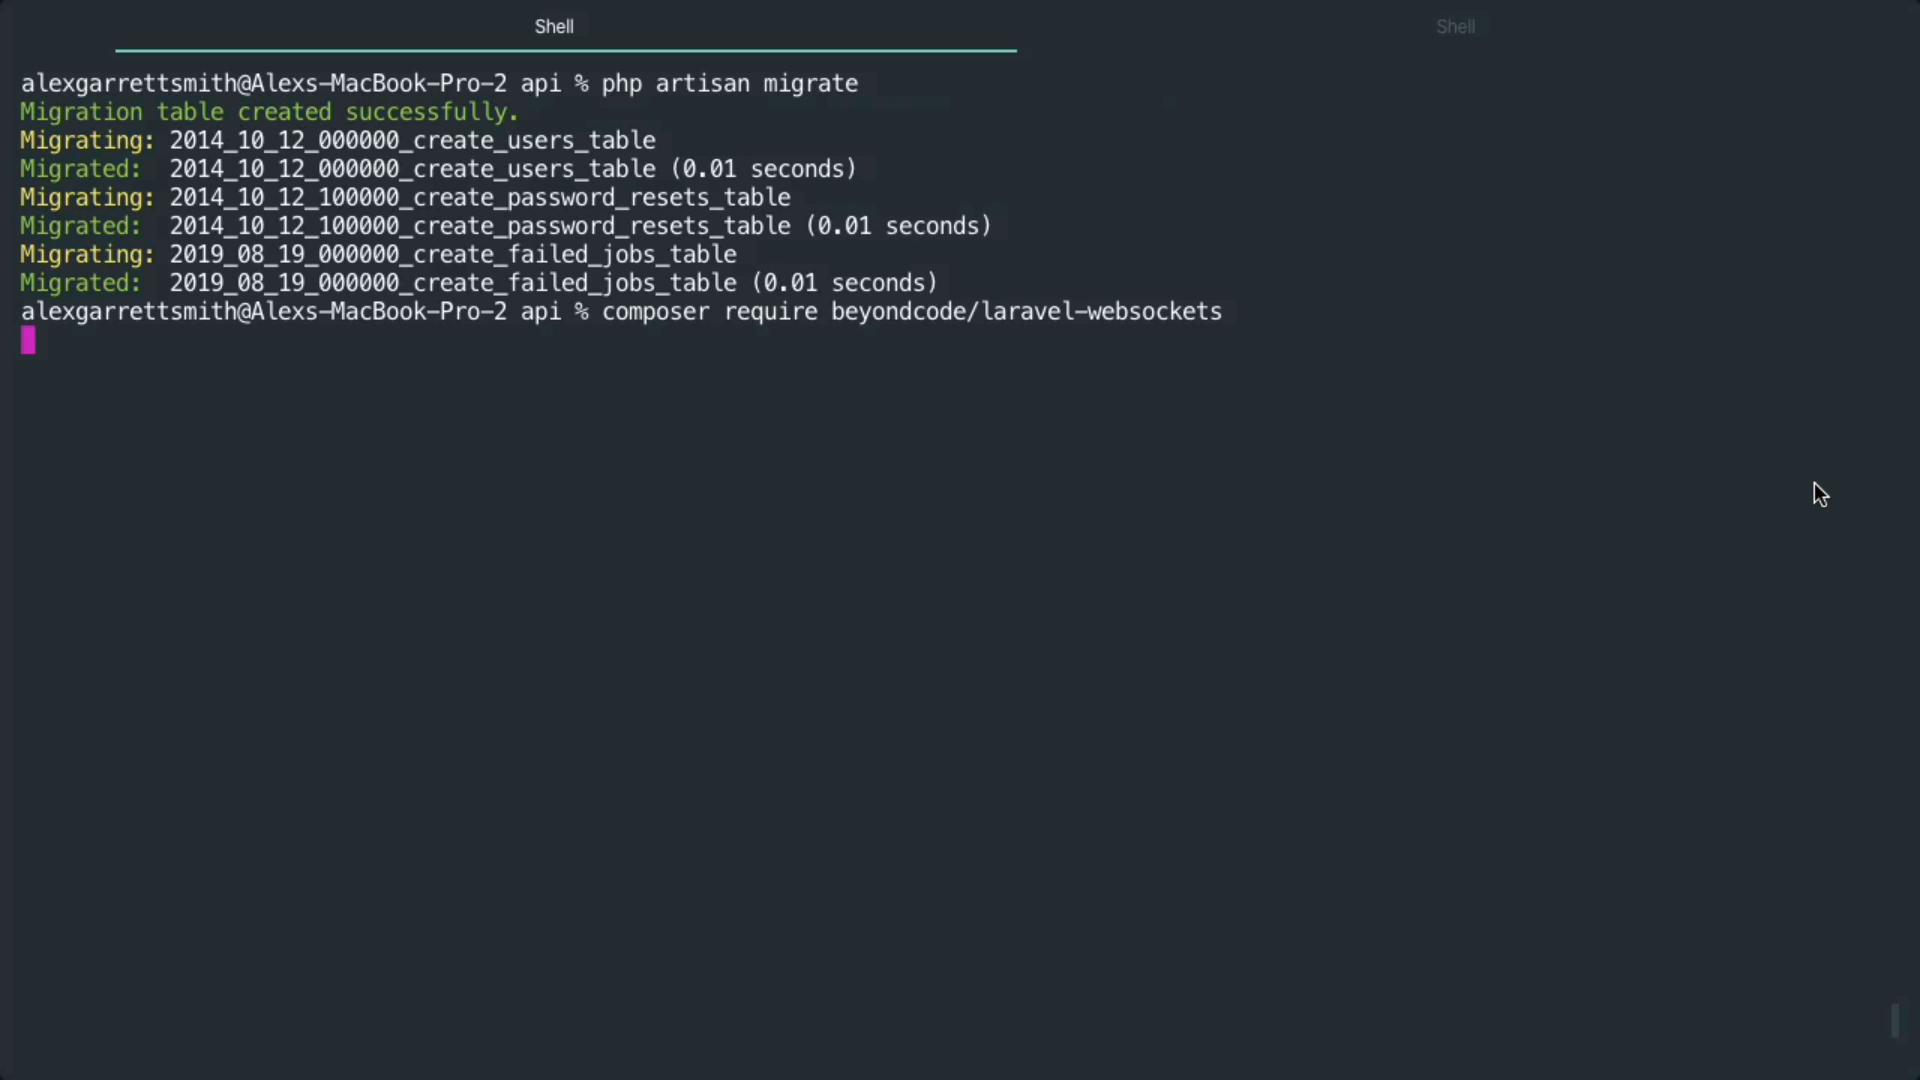 Shell
Shell
alexgarrettsmith@Alexs-MacBook-Pro-2 api % php artisan migrate
Migration table created successfully.
Migrating: 2014_10_12_000000_create_users_table
Migrated:  2014_10_12_000000_create_users_table (0.01 seconds)
Migrating: 2014_10_12_100000_create_password_resets_table
Migrated:  2014_10_12_100000_create_password_resets_table (0.01 seconds)
Migrating: 2019_08_19_000000_create_failed_jobs_table
Migrated:  2019_08_19_000000_create_failed_jobs_table (0.01 seconds)
alexgarrettsmith@Alexs-MacBook-Pro-2 api % composer require beyondcode/laravel-websockets